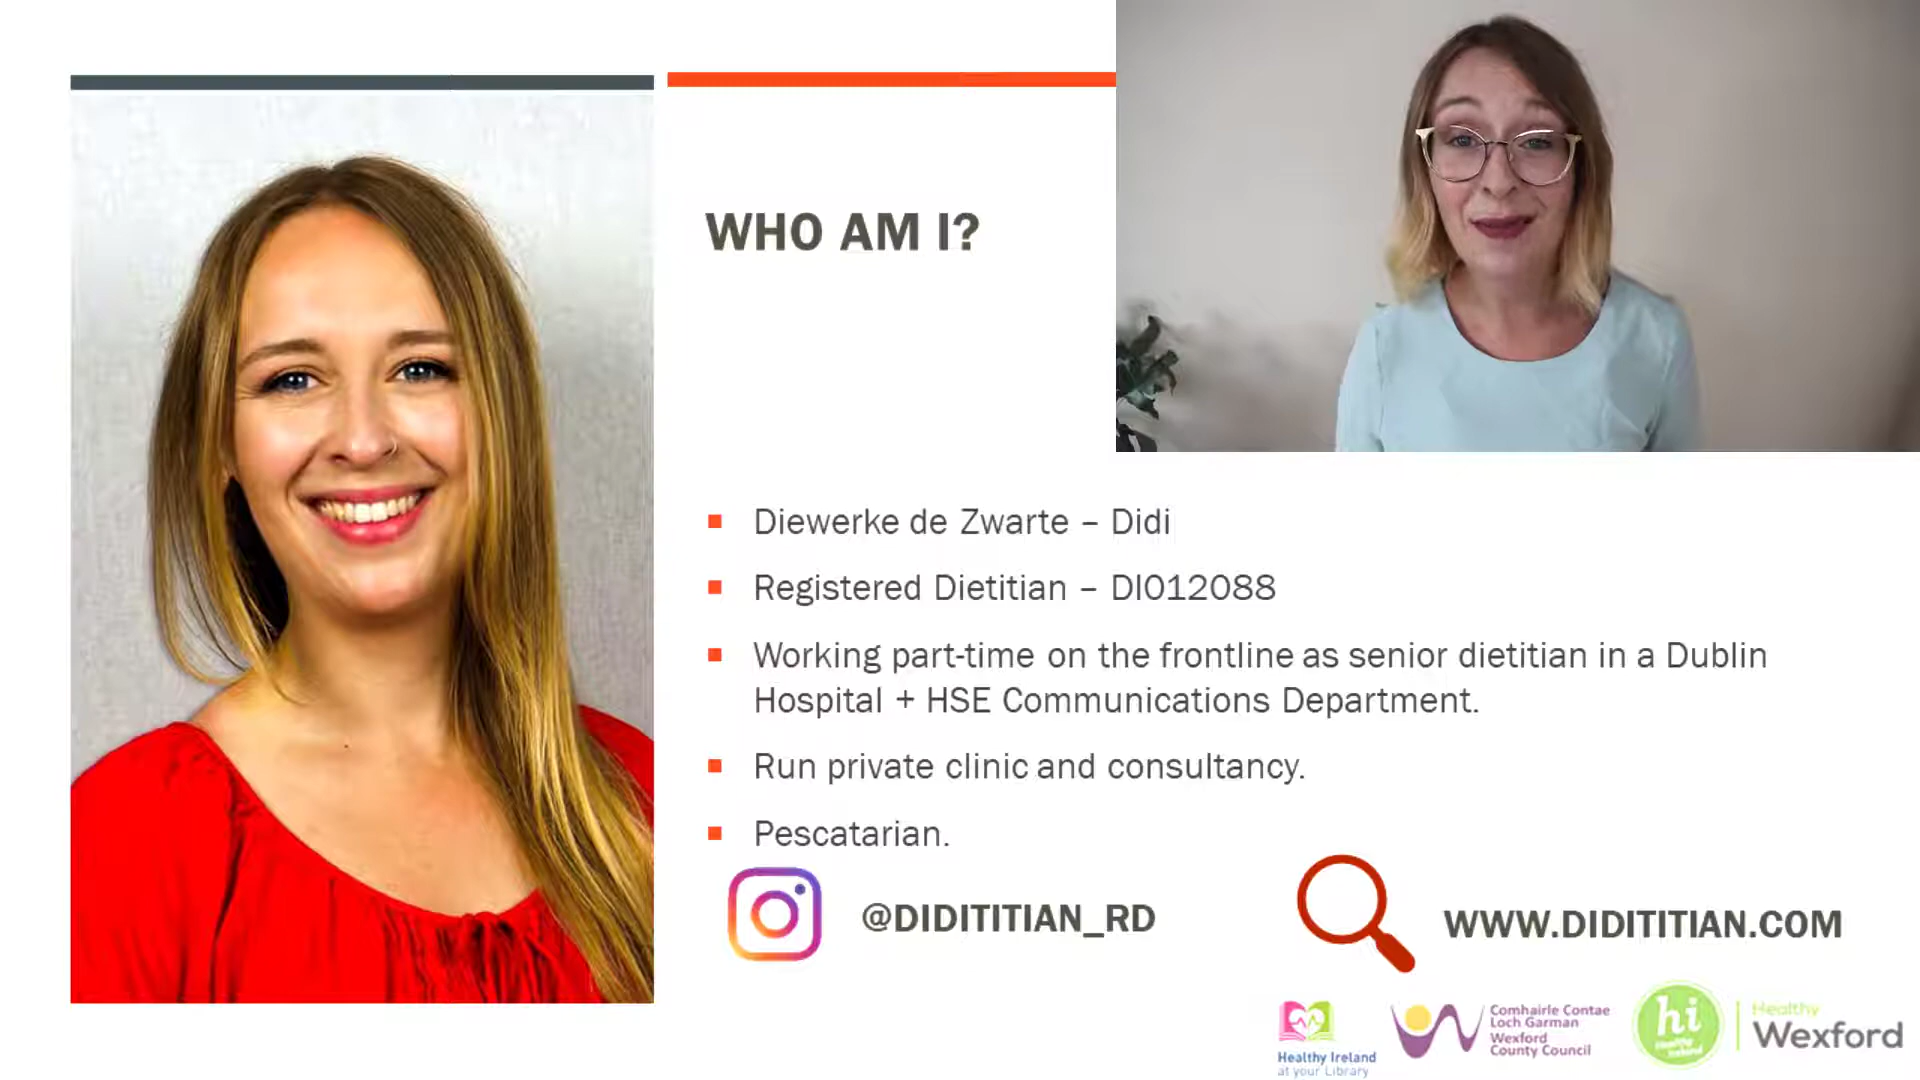 WHO AM I?
Diewerke de Zwarte – Didi
Registered Dietitian – DI012088
Working part-time on the frontline as senior dietitian in a Dublin
Hospital + HSE Communications Department.
Run private clinic and consultancy.
Pescatarian.
@DIDITITIAN_RD
WWW.DIDITITIAN.COM
Healthy Ireland
at your Library
Comhairle Contae
Loch Garman
Wexford
County Council
hi
Healthy
Ireland
Healthy
Wexford